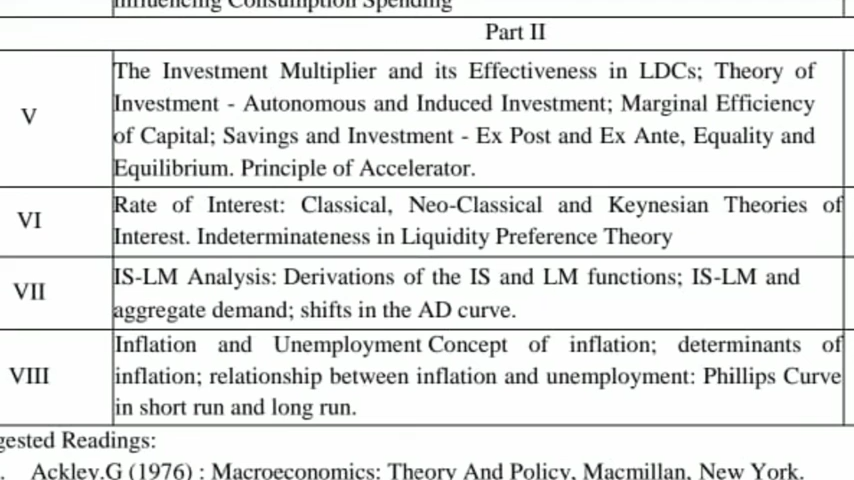 Influencing Consumption Spending
Part II
V
The Investment Multiplier and its Effectiveness in LDCs; Theory of
Investment - Autonomous and Induced Investment; Marginal Efficiency
of Capital; Savings and Investment - Ex Post and Ex Ante, Equality and
Equilibrium. Principle of Accelerator.
VI
Rate of Interest: Classical, Neo-Classical and Keynesian Theories of
Interest. Indeterminateness in Liquidity Preference Theory
VII
IS-LM Analysis: Derivations of the IS and LM functions; IS-LM and
aggregate demand; shifts in the AD curve.
VIII
Inflation and Unemployment Concept of inflation; determinants of
inflation; relationship between inflation and unemployment: Phillips Curve
in short run and long run.
gested Readings:
. Ackley.G (1976) : Macroeconomics: Theory And Policy, Macmillan, New York.